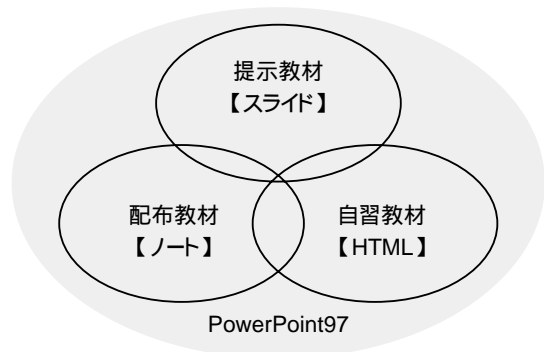 提示教材
【スライド】
配布教材
【ノート】
自習教材
【HTML】
PowerPoint97